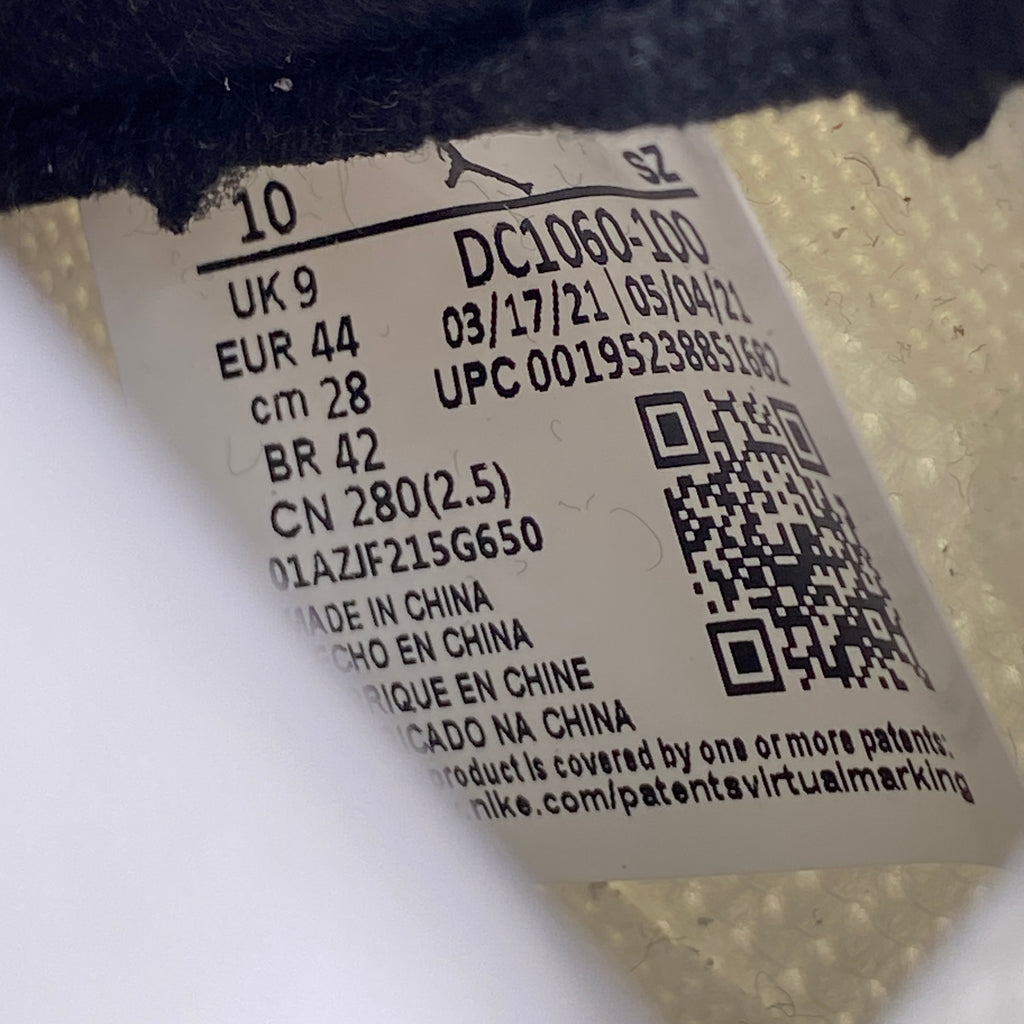 10 SZ
UK 9
DC1060-100
EUR 44
03/17/21 | 05/04/21
cm 28
UPC 00195238851682
BR 42
CN 280(2.5)
01AZJF215G650
MADE IN CHINA
CHO EN CHINA
RIQUE EN CHINE
ICADO NA CHINA
product is covered by one or more patents:
nike.com/patentsvirtualmarking